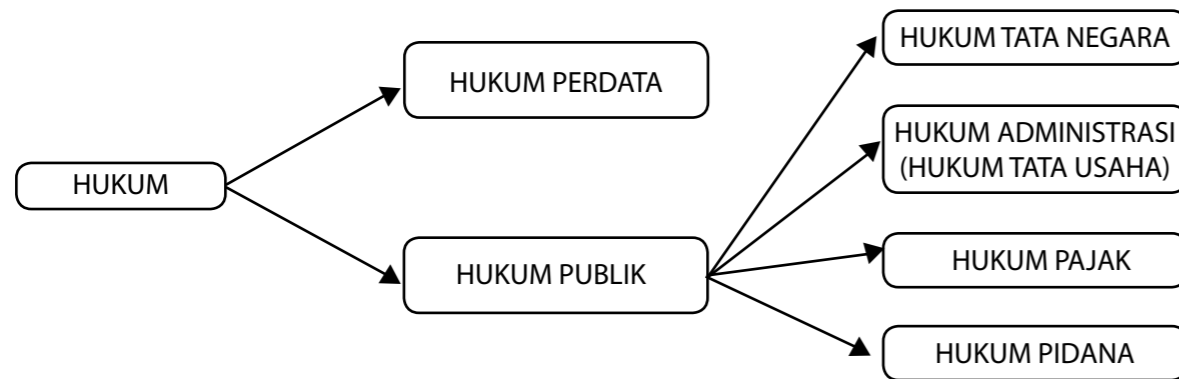 HUKUM
HUKUM PERDATA
HUKUM PUBLIK
HUKUM TATA NEGARA
HUKUM ADMINISTRASI
(HUKUM TATA USAHA)
HUKUM PAJAK
HUKUM PIDANA